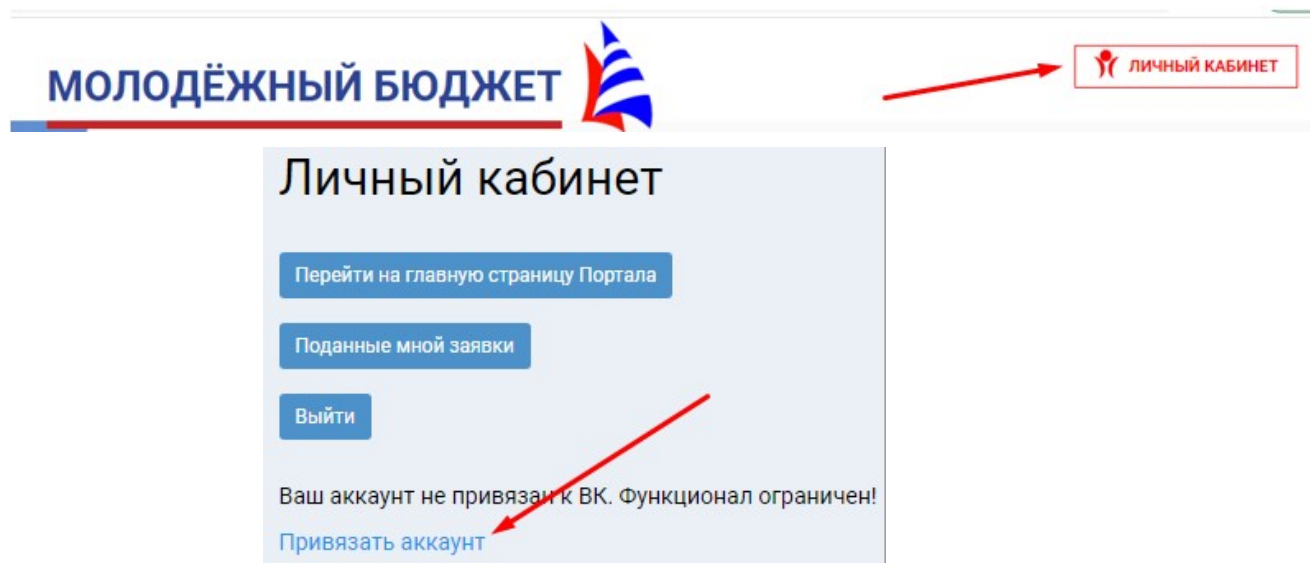 МОЛОДЁЖНЫЙ БЮДЖЕТ
ЛИЧНЫЙ КАБИНЕТ
Личный кабинет
Перейти на главную страницу Портала
Поданные мной заявки
Выйти
Ваш аккаунт не привязан к ВК. Функционал ограничен!
Привязать аккаунт